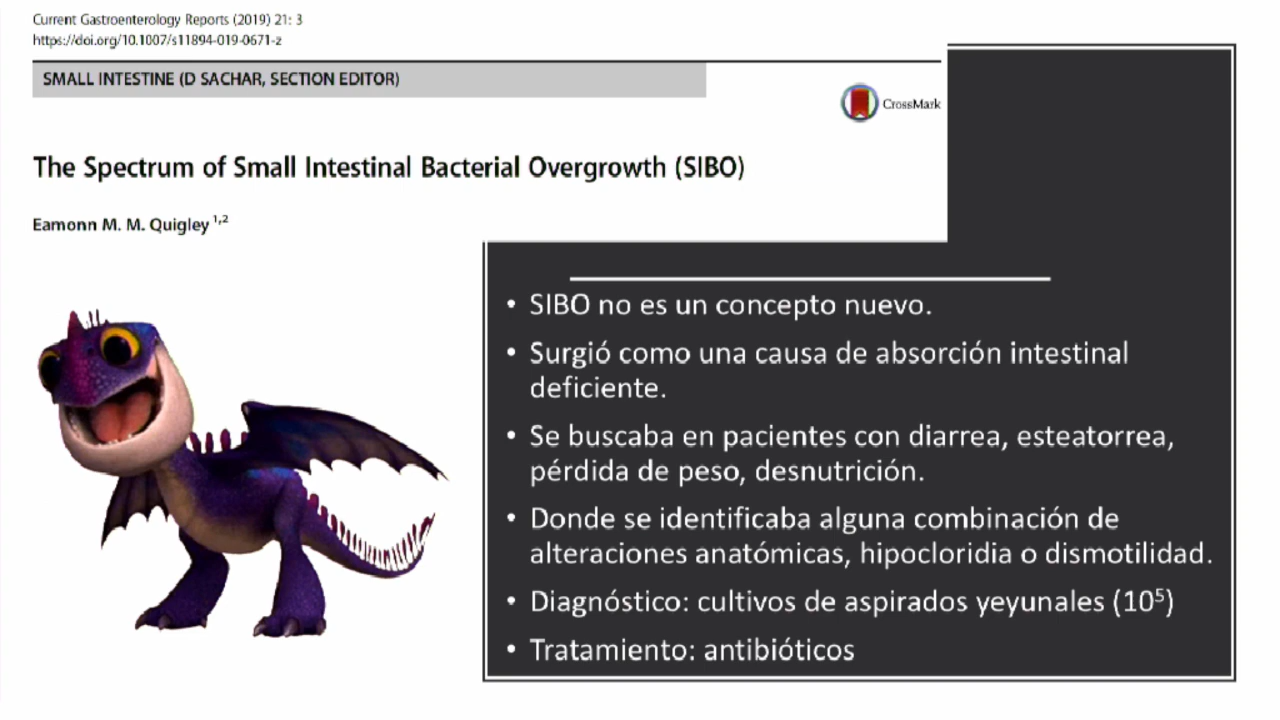 Current Gastroenterology Reports (2019) 21: 3
https://doi.org/10.1007/s11894-019-0671-z
SMALL INTESTINE (D SACHAR, SECTION EDITOR)
CrossMark
The Spectrum of Small Intestinal Bacterial Overgrowth (SIBO)
Eamonn M. M. Quigley 1,2
• SIBO no es un concepto nuevo.
• Surgió como una causa de absorción intestinal
deficiente.
• Se buscaba en pacientes con diarrea, esteatorrea,
pérdida de peso, desnutrición.
• Donde se identificaba alguna combinación de
alteraciones anatómicas, hipocloridia o dismotilidad.
• Diagnóstico: cultivos de aspirados yeyunales (10⁵)
• Tratamiento: antibióticos